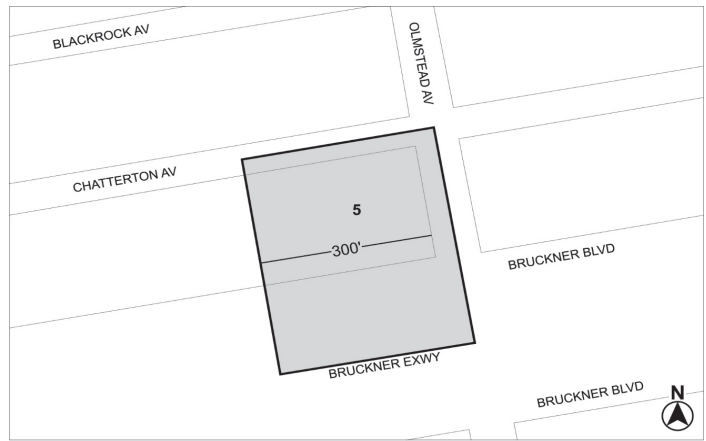 BLACKROCK AV
OLMSTEAD AV
CHATTERTON AV
5
300'
BRUCKNER BLVD
BRUCKNER EXWY
BRUCKNER BLVD
N